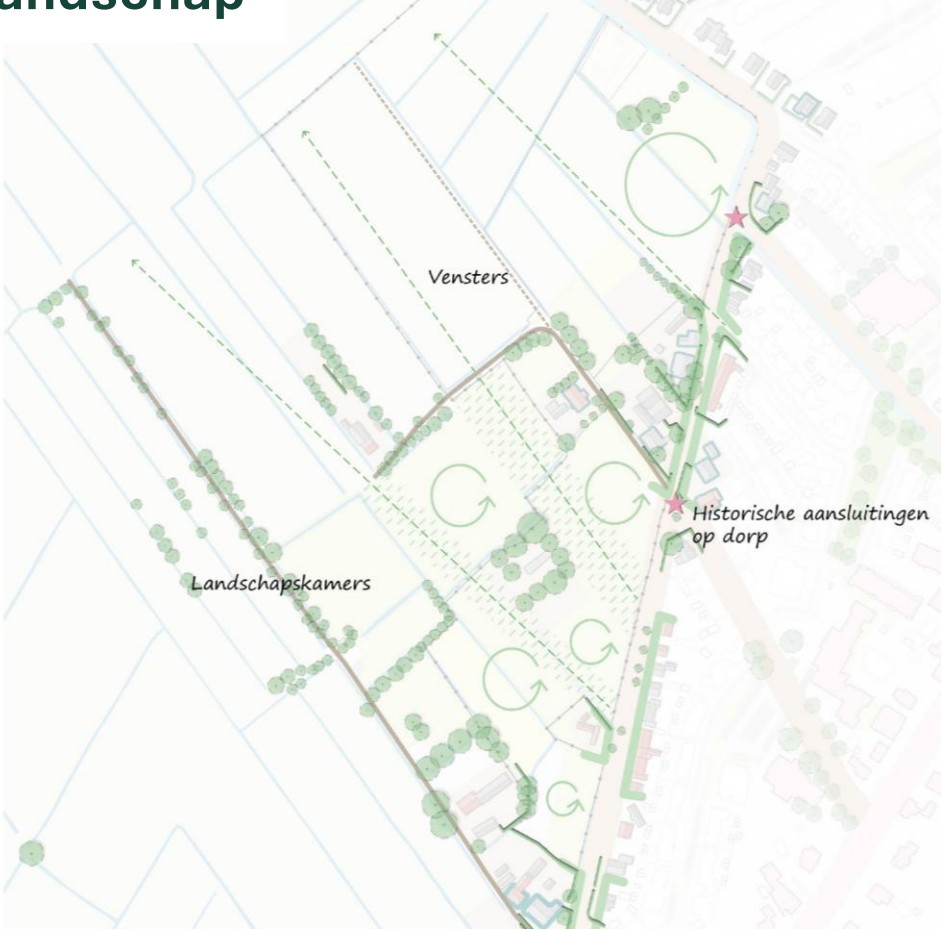 andschap
Vensters
Historische aansluitingen
op dorp
Landschapskamers